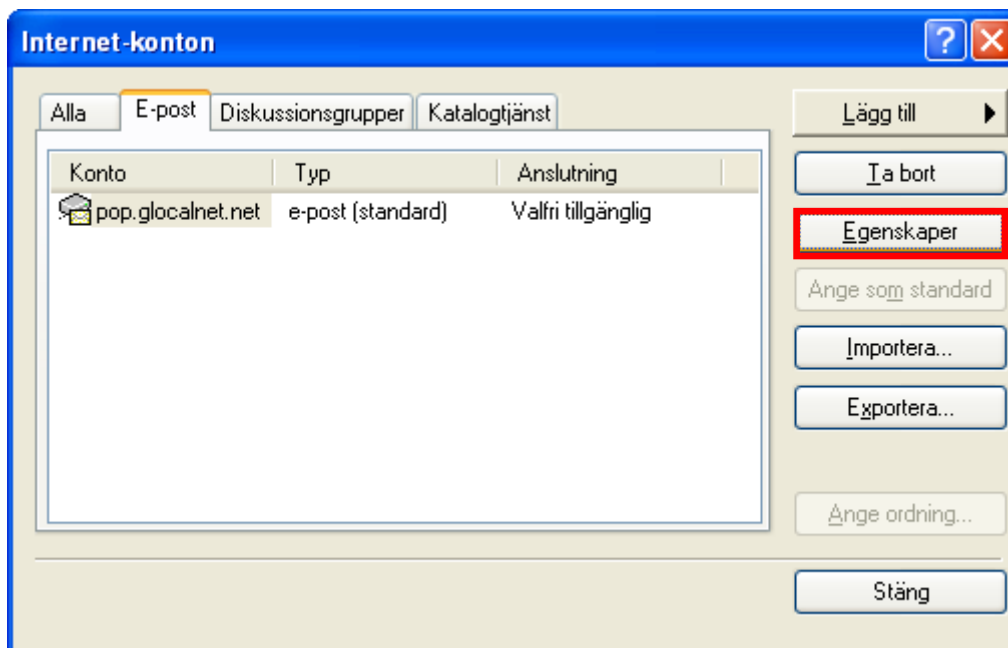 Internet-konton
Alla E-post Diskussionsgrupper Katalogtjänst
Konto Typ Anslutning
pop.glocalnet.net e-post (standard) Valfri tillgänglig
Lägg till
Ta bort
Egenskaper
Ange som standard
Importera...
Exportera...
Ange ordning...
Stäng